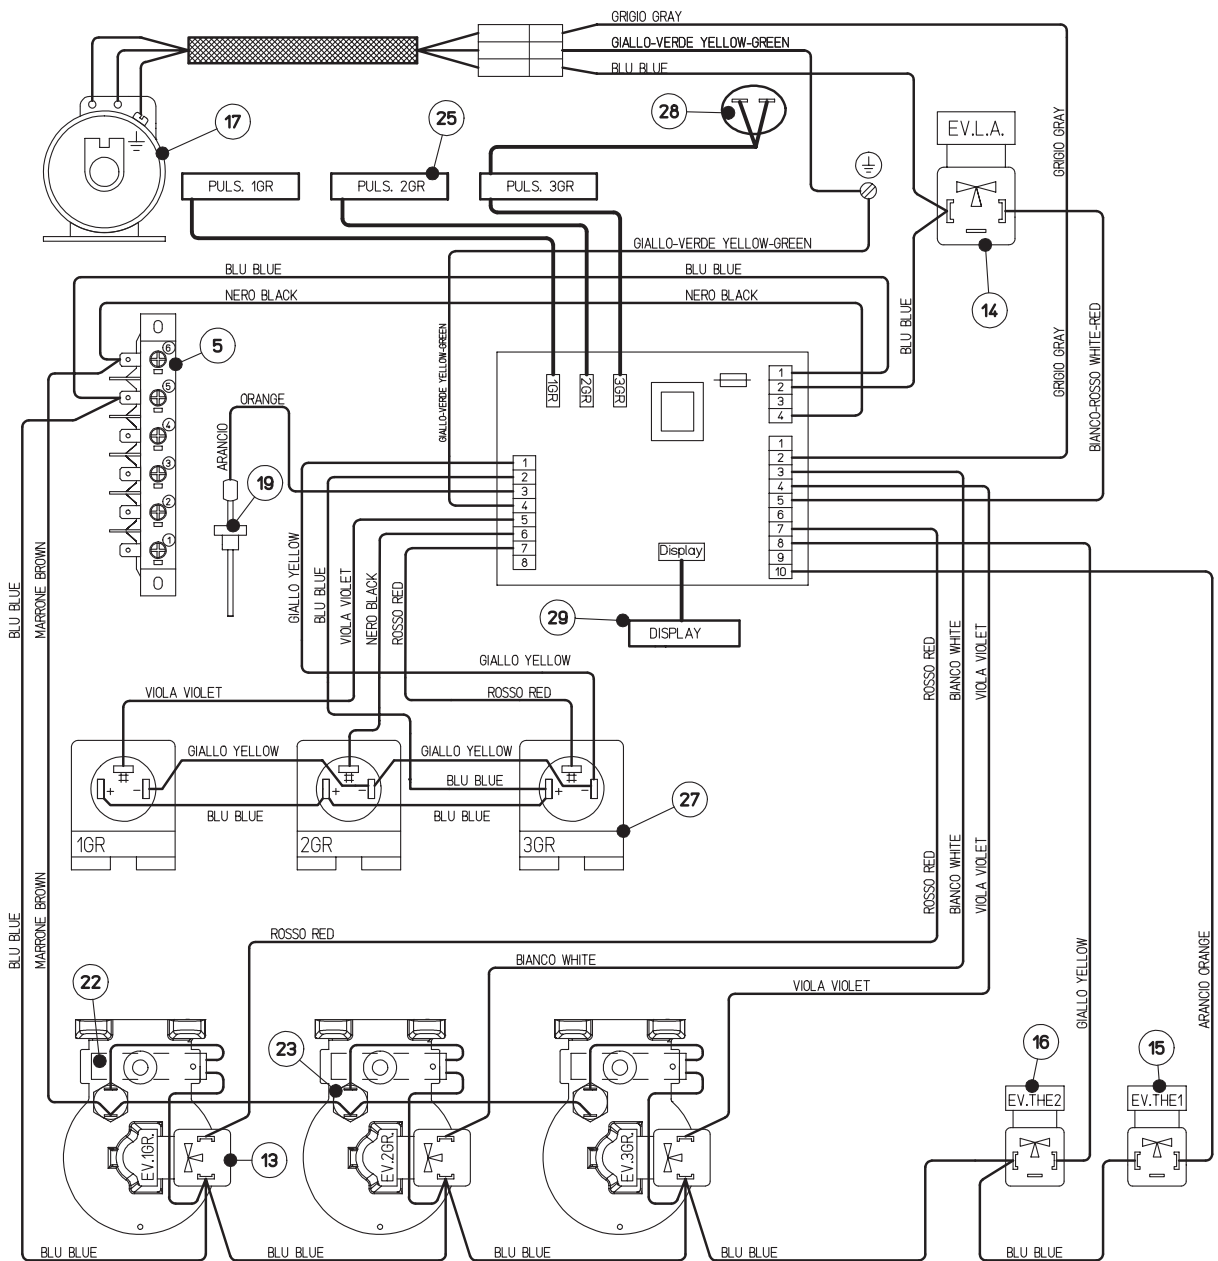 GRIGIO GRAY
GIALLO-VERDE YELLOW-GREEN
BLU BLUE
17
25
28
EV.L.A.
GRIGIO GRAY
PULS. 1GR
PULS. 2GR
PULS. 3GR
GIALLO-VERDE YELLOW-GREEN
BLU BLUE
BLU BLUE
NERO BLACK
NERO BLACK
14
BLU BLUE
GRIGIO GRAY
BIANCO-ROSSO WHITE-RED
5
6
5
4
3
2
1
GIALLO-VERDE YELLOW-GREEN
1GR
2GR
3GR
1
2
3
4
ORANGE
ARANCIO
19
1
2
3
4
5
6
7
8
1
2
3
4
5
6
7
8
9
10
Display
29
DISPLAY
BLU BLUE
MARRONE BROWN
GIALLO YELLOW
BLU BLUE
VIOLA VIOLET
NERO BLACK
ROSSO RED
ROSSO RED
BIANCO WHITE
VIOLA VIOLET
GIALLO YELLOW
VIOLA VIOLET
ROSSO RED
GIALLO YELLOW
GIALLO YELLOW
BLU BLUE
+ -
+ -
+ -
BLU BLUE
BLU BLUE
27
1GR
2GR
3GR
BLU BLUE
MARRONE BROWN
ROSSO RED
BIANCO WHITE
VIOLA VIOLET
ROSSO RED
BIANCO WHITE
VIOLA VIOLET
GIALLO YELLOW
ARANCIO ORANGE
22
23
16
15
EV.THE2
EV.THE1
EV.1GR.
EV.2GR.
EV.3GR.
13
BLU BLUE
BLU BLUE
BLU BLUE
BLU BLUE
BLU BLUE